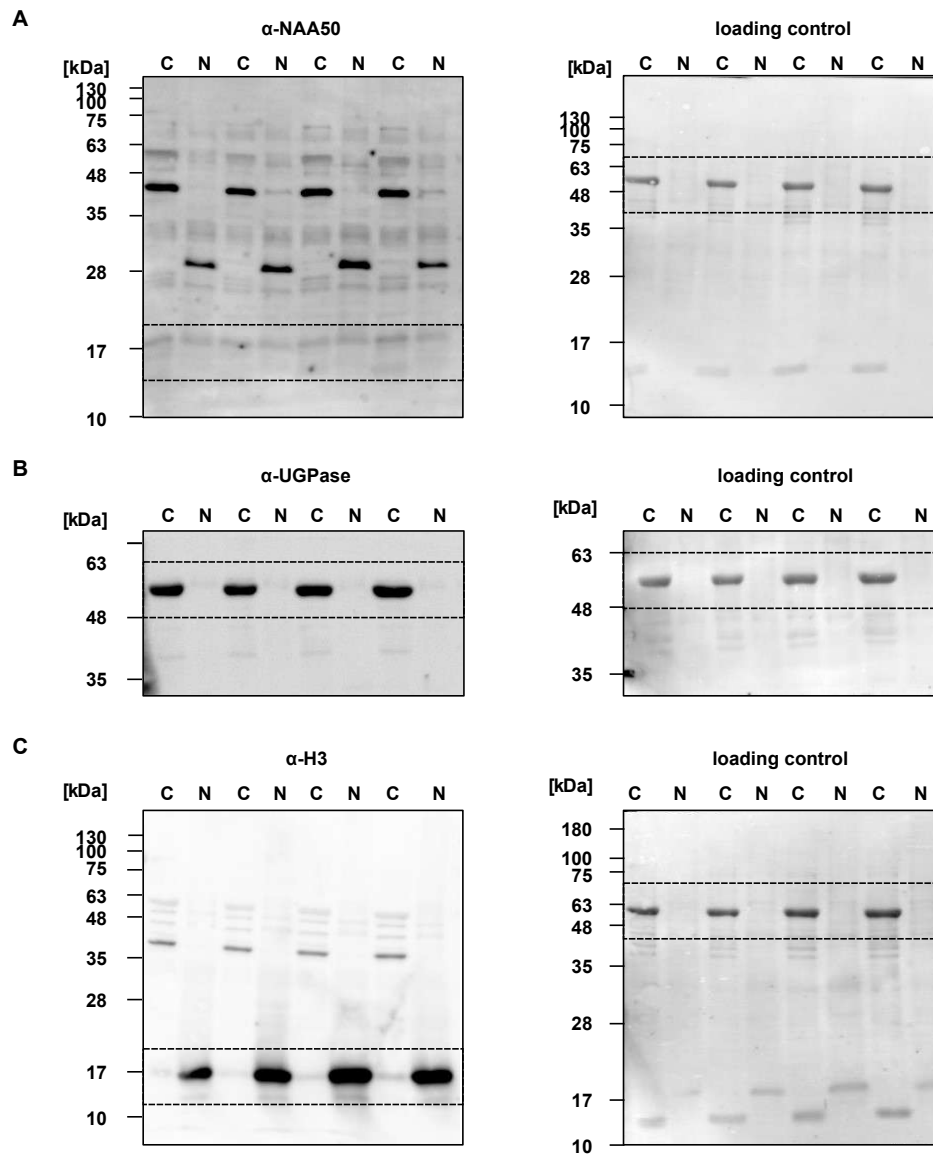 A
α-NAA50
loading control
[kDa]
C N C N C N C N
130
100
75
63
48
35
28
17
10
[kDa]
C N C N C N C
130
100
75
63
48
35
28
17
10
B
α-UGPase
loading control
[kDa]
C N C N C N C N
63
48
35
[kDa]
C N C N C N C
63
48
35
C
α-H3
loading control
[kDa]
C N C N C N C N
130
100
75
63
48
35
28
17
10
[kDa]
C N C N C N C N
180
100
75
63
48
35
28
17
10